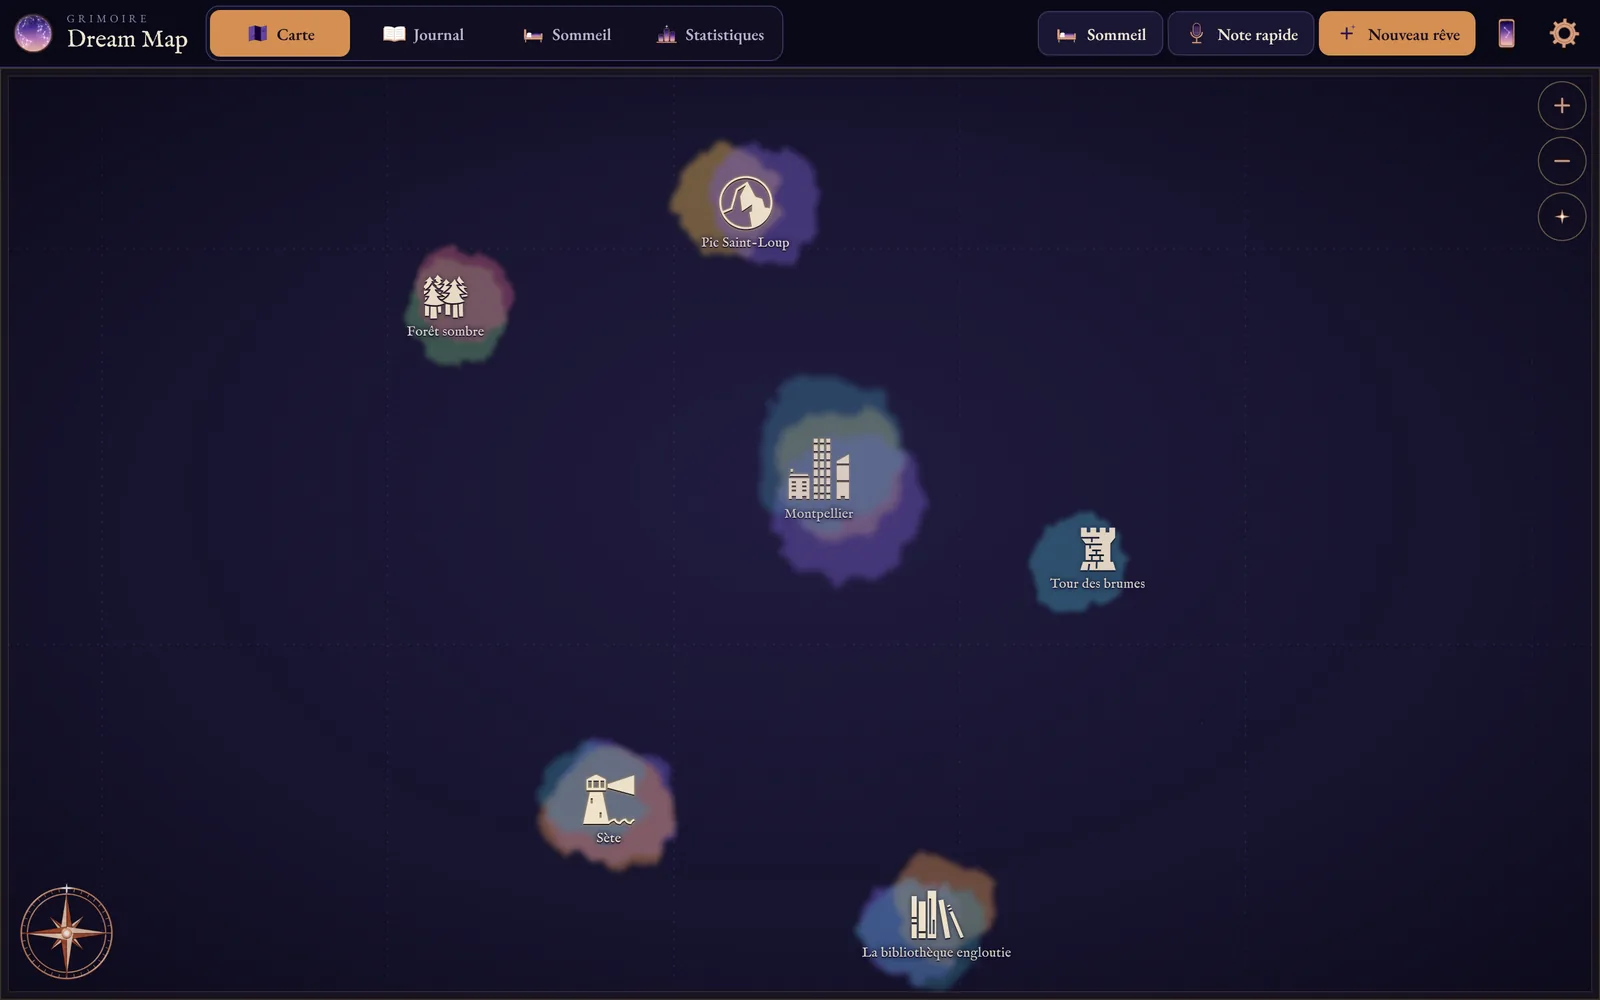 GRIMOIRE
Dream Map
Carte
Journal
Sommeil
Statistiques
Sommeil
Note rapide
Nouveau rêve
Pic Saint-Loup
Forêt sombre
Montpellier
Tour des brumes
Sète
La bibliothèque engloutie